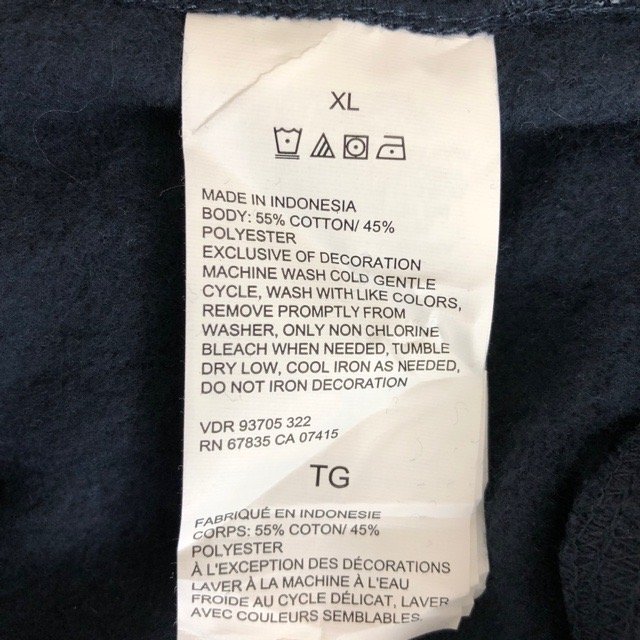 XL
MADE IN INDONESIA
BODY: 55% COTTON/ 45%
POLYESTER
EXCLUSIVE OF DECORATION
MACHINE WASH COLD GENTLE
CYCLE, WASH WITH LIKE COLORS,
REMOVE PROMPTLY FROM
WASHER, ONLY NON CHLORINE
BLEACH WHEN NEEDED, TUMBLE
DRY LOW, COOL IRON AS NEEDED,
DO NOT IRON DECORATION
VDR 93705 322
RN 67835 CA 07415
TG
FABRIQUÉ EN INDONESIE
CORPS: 55% COTON/ 45%
POLYESTER
À L'EXCEPTION DES DÉCORATIONS
LAVER À LA MACHINE À L'EAU
FROIDE AU CYCLE DÉLICAT, LAVER
AVEC COULEURS SEMBLABLES.